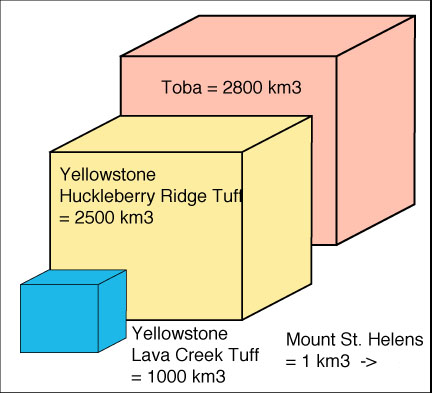 Toba = 2800 km3
Yellowstone
Huckleberry Ridge Tuff
= 2500 km3
Yellowstone
Lava Creek Tuff
= 1000 km3
Mount St. Helens
= 1 km3 ->